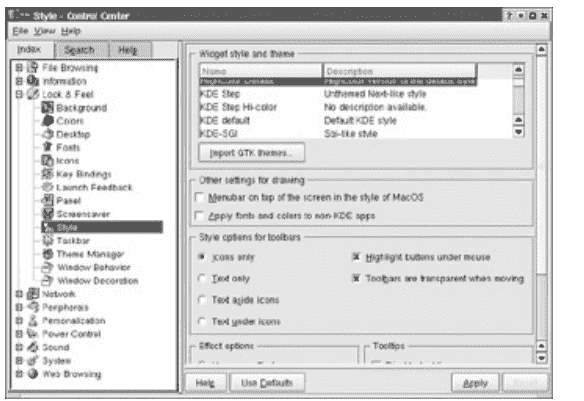 Style - Control Center
File View Help
Index Search Help
File Browsing
Information
Look & Feel
Background
Colors
Desktop
Fonts
Icons
Key Bindings
Launch Feedback
Panel
Screensaver
Style
Taskbar
Theme Manager
Window Behavior
Window Decoration
Network
Peripherals
Personalization
Power Control
Sound
System
Web Browsing
Widget style and theme
Name Description
KDE Step Unthemed Next-like style
KDE Step Hi-color No description available.
KDE default Default KDE style
KDE-SGI Sgi-like style
Import GTK themes...
Other settings for drawing
Menubar on top of the screen in the style of MacOS
Apply fonts and colors to non-KDE apps
Style options for toolbars
Icons only Highlight buttons under mouse
Text only Toolbars are transparent when moving
Text aside icons
Text under icons
Effect options Tooltips
Help Use Defaults Apply Reset